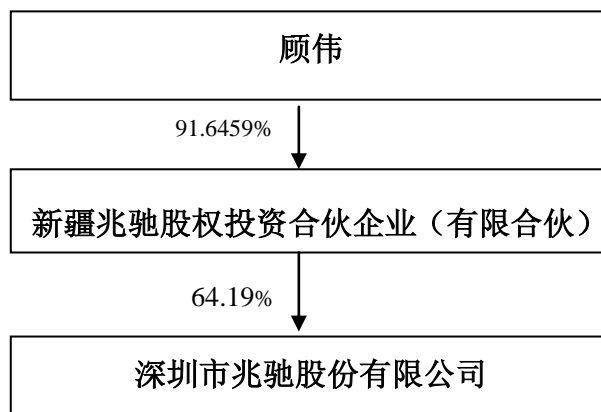 顾伟
91.6459%
新疆兆驰股权投资合伙企业（有限合伙）
64.19%
深圳市兆驰股份有限公司